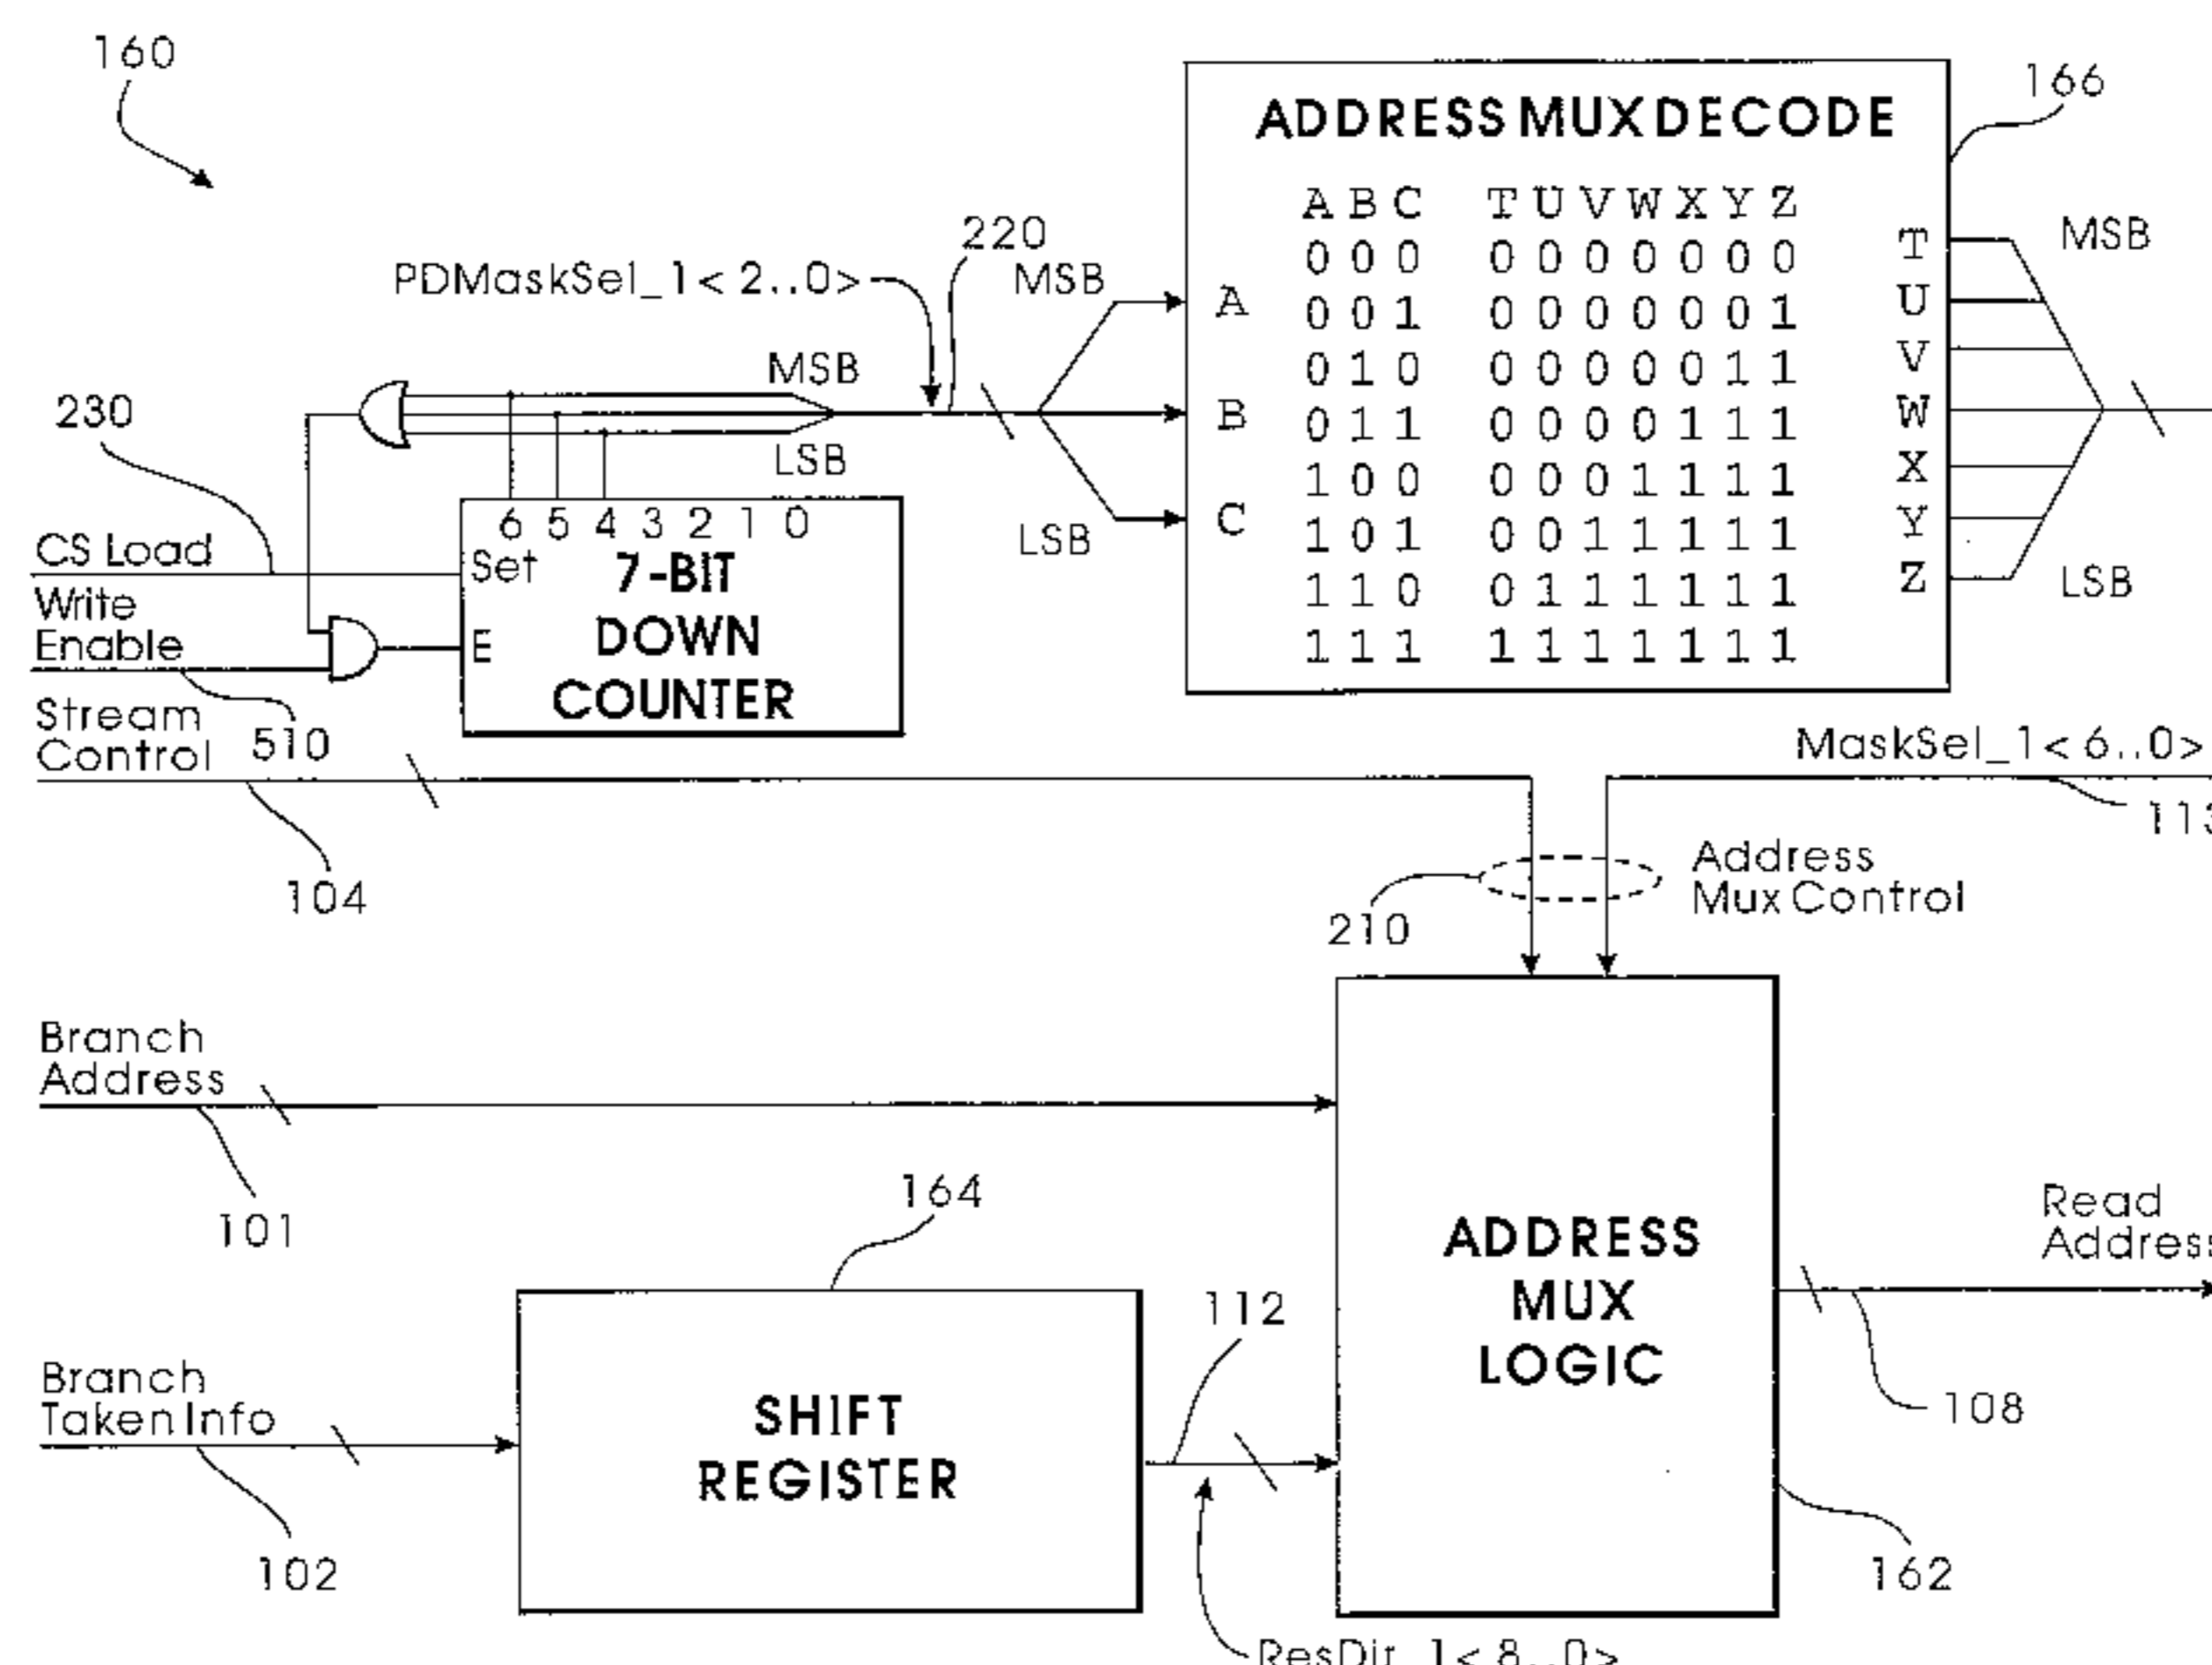 160
ADDRESS MUX DECODE
166
A B C T U V W X Y Z
0 0 0 0 0 0 0 0 0 0
0 0 1 0 0 0 0 0 0 1
0 1 0 0 0 0 0 0 1 1
0 1 1 0 0 0 0 1 1 1
1 0 0 0 0 0 1 1 1 1
1 0 1 0 0 1 1 1 1 1
1 1 0 0 1 1 1 1 1 1
1 1 1 1 1 1 1 1 1 1
A
B
C
T
U
V
W
X
Y
Z
MSB
LSB
220
PDMaskSel_1<2..0>
MSB
LSB
MSB
LSB
230
6 5 4 3 2 1 0
CS Load
Set
7-BIT
DOWN
COUNTER
Write
Enable
E
510
Stream
Control
104
MaskSel_1<6..0>
Address
Mux Control
210
Branch
Address
101
164
112
ADDRESS
MUX
LOGIC
Read
Address
108
Branch
Taken Info
102
SHIFT
REGISTER
162
ResDir_1<8..0>